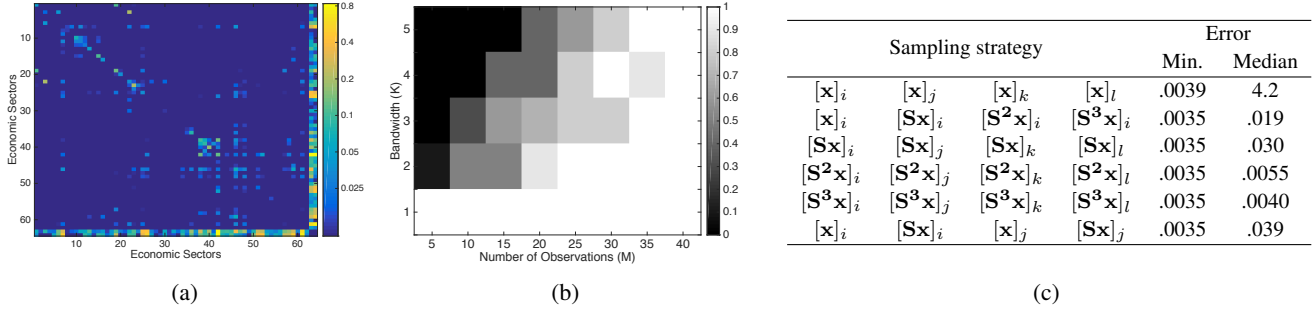 Economic Sectors
10
20
30
40
50
60
10 20 30 40 50 60
Economic Sectors
0.8
0.4
0.2
0.1
0.05
0.025
(a)
Bandwidth (K)
5
4
3
2
1
5 10 15 20 25 30 35 40
Number of Observations (M)
1
0.9
0.8
0.7
0.6
0.5
0.4
0.3
0.2
0.1
0
(b)
Sampling strategy Error
Min. Median
[x]i [x]j [x]k [x]l .0039 4.2
[x]i [Sx]i [S²x]i [S³x]i .0035 .019
[Sx]i [Sx]j [Sx]k [Sx]l .0035 .030
[S²x]i [S²x]j [S²x]k [S²x]l .0035 .0055
[S³x]i [S³x]j [S³x]k [S³x]l .0035 .0040
[x]i [Sx]i [x]j [Sx]j .0035 .039
(c)